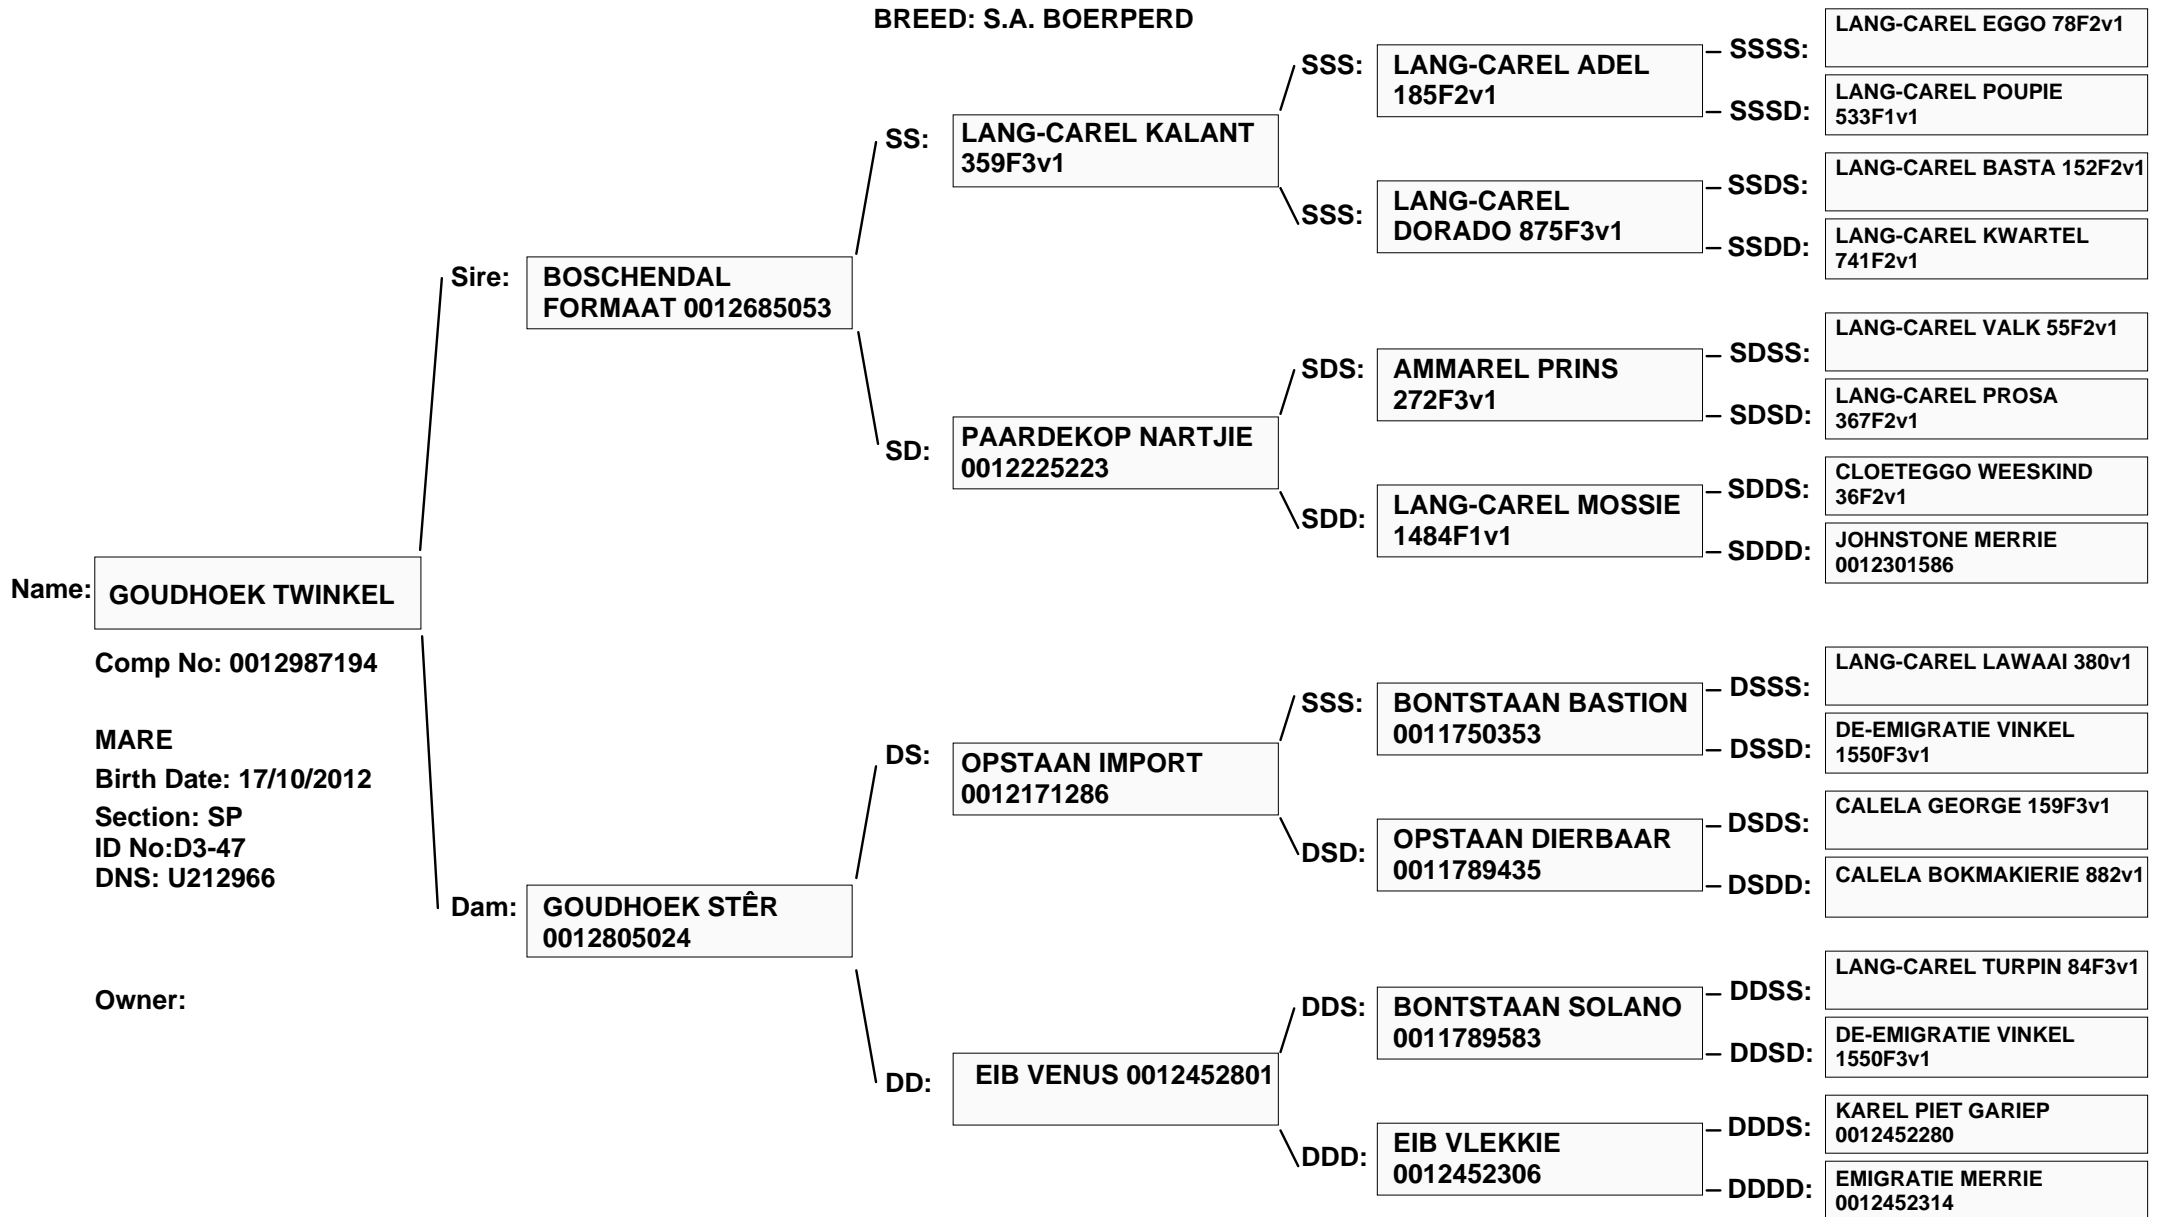 BREED: S.A. BOERPERD
Name:
GOUDHOEK TWINKEL
Comp No: 0012987194
MARE
Birth Date: 17/10/2012
Section: SP
ID No:D3-47
DNS: U212966
Owner:
Sire:
BOSCHENDAL
FORMAAT 0012685053
Dam:
GOUDHOEK STÊR
0012805024
SS:
LANG-CAREL KALANT
359F3v1
SD:
PAARDEKOP NARTJIE
0012225223
DS:
OPSTAAN IMPORT
0012171286
DD:
EIB VENUS 0012452801
SSS:
LANG-CAREL ADEL
185F2v1
SSS:
LANG-CAREL
DORADO 875F3v1
SDS:
AMMAREL PRINS
272F3v1
SDD:
LANG-CAREL MOSSIE
1484F1v1
SSS:
BONTSTAAN BASTION
0011750353
DSD:
OPSTAAN DIERBAAR
0011789435
DDS:
BONTSTAAN SOLANO
0011789583
DDD:
EIB VLEKKIE
0012452306
SSSS:
LANG-CAREL EGGO 78F2v1
SSSD:
LANG-CAREL POUPIE
533F1v1
SSDS:
LANG-CAREL BASTA 152F2v1
SSDD:
LANG-CAREL KWARTEL
741F2v1
SDSS:
LANG-CAREL VALK 55F2v1
SDSD:
LANG-CAREL PROSA
367F2v1
SDDS:
CLOETEGGO WEESKIND
36F2v1
SDDD:
JOHNSTONE MERRIE
0012301586
DSSS:
LANG-CAREL LAWAAI 380v1
DSSD:
DE-EMIGRATIE VINKEL
1550F3v1
DSDS:
CALELA GEORGE 159F3v1
DSDD:
CALELA BOKMAKIERIE 882v1
DDSS:
LANG-CAREL TURPIN 84F3v1
DDSD:
DE-EMIGRATIE VINKEL
1550F3v1
DDDS:
KAREL PIET GARIEP
0012452280
DDDD:
EMIGRATIE MERRIE
0012452314